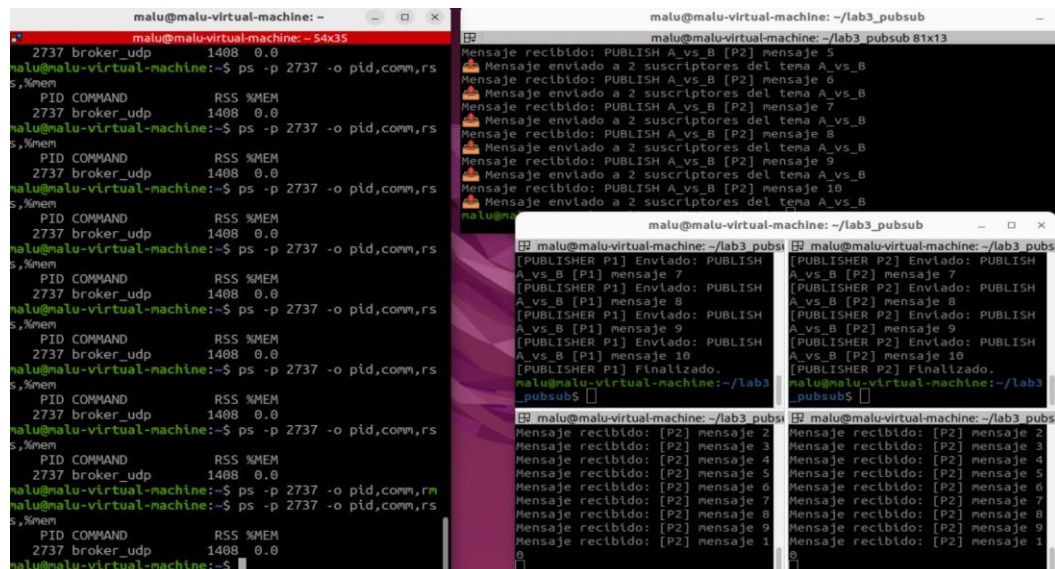 malu@malu-virtual-machine: ~
malu@malu-virtual-machine: ~ 54x35
2737 broker_udp 1408 0.0
malu@malu-virtual-machine:~$ ps -p 2737 -o pid,comm,rs
s,%mem
PID COMMAND RSS %MEM
2737 broker_udp 1408 0.0
malu@malu-virtual-machine:~$ ps -p 2737 -o pid,comm,rs
s,%mem
PID COMMAND RSS %MEM
2737 broker_udp 1408 0.0
malu@malu-virtual-machine:~$ ps -p 2737 -o pid,comm,rs
s,%mem
PID COMMAND RSS %MEM
2737 broker_udp 1408 0.0
malu@malu-virtual-machine:~$ ps -p 2737 -o pid,comm,rs
s,%mem
PID COMMAND RSS %MEM
2737 broker_udp 1408 0.0
malu@malu-virtual-machine:~$ ps -p 2737 -o pid,comm,rs
s,%mem
PID COMMAND RSS %MEM
2737 broker_udp 1408 0.0
malu@malu-virtual-machine:~$ ps -p 2737 -o pid,comm,rs
s,%mem
PID COMMAND RSS %MEM
2737 broker_udp 1408 0.0
malu@malu-virtual-machine:~$ ps -p 2737 -o pid,comm,rs
s,%mem
PID COMMAND RSS %MEM
2737 broker_udp 1408 0.0
malu@malu-virtual-machine:~$ ps -p 2737 -o pid,comm,rm
malu@malu-virtual-machine:~$ ps -p 2737 -o pid,comm,rs
s,%mem
PID COMMAND RSS %MEM
2737 broker_udp 1408 0.0
malu@malu-virtual-machine:~$
malu@malu-virtual-machine: ~/lab3_pubsub
malu@malu-virtual-machine: ~/lab3_pubsub 81x13
Mensaje recibido: PUBLISH A_vs_B [P2] mensaje 5
📤 Mensaje enviado a 2 suscriptores del tema A_vs_B
Mensaje recibido: PUBLISH A_vs_B [P2] mensaje 6
📤 Mensaje enviado a 2 suscriptores del tema A_vs_B
Mensaje recibido: PUBLISH A_vs_B [P2] mensaje 7
📤 Mensaje enviado a 2 suscriptores del tema A_vs_B
Mensaje recibido: PUBLISH A_vs_B [P2] mensaje 8
📤 Mensaje enviado a 2 suscriptores del tema A_vs_B
Mensaje recibido: PUBLISH A_vs_B [P2] mensaje 9
📤 Mensaje enviado a 2 suscriptores del tema A_vs_B
Mensaje recibido: PUBLISH A_vs_B [P2] mensaje 10
📤 Mensaje enviado a 2 suscriptores del tema A_vs_B
malu@ma
malu@malu-virtual-machine: ~/lab3_pubsub
malu@malu-virtual-machine: ~/lab3_pubs
[PUBLISHER P1] Enviado: PUBLISH
A_vs_B [P1] mensaje 7
[PUBLISHER P1] Enviado: PUBLISH
A_vs_B [P1] mensaje 8
[PUBLISHER P1] Enviado: PUBLISH
A_vs_B [P1] mensaje 9
[PUBLISHER P1] Enviado: PUBLISH
A_vs_B [P1] mensaje 10
[PUBLISHER P1] Finalizado.
malu@malu-virtual-machine:~/lab3
_pubsub$
malu@malu-virtual-machine: ~/lab3_pubs
[PUBLISHER P2] Enviado: PUBLISH
A_vs_B [P2] mensaje 7
[PUBLISHER P2] Enviado: PUBLISH
A_vs_B [P2] mensaje 8
[PUBLISHER P2] Enviado: PUBLISH
A_vs_B [P2] mensaje 9
[PUBLISHER P2] Enviado: PUBLISH
A_vs_B [P2] mensaje 10
[PUBLISHER P2] Finalizado.
malu@malu-virtual-machine:~/lab3
_pubsub$
malu@malu-virtual-machine: ~/lab3_pubs
Mensaje recibido: [P2] mensaje 2
Mensaje recibido: [P2] mensaje 3
Mensaje recibido: [P2] mensaje 4
Mensaje recibido: [P2] mensaje 5
Mensaje recibido: [P2] mensaje 6
Mensaje recibido: [P2] mensaje 7
Mensaje recibido: [P2] mensaje 8
Mensaje recibido: [P2] mensaje 9
Mensaje recibido: [P2] mensaje 1
0
malu@malu-virtual-machine: ~/lab3_pubs
Mensaje recibido: [P2] mensaje 2
Mensaje recibido: [P2] mensaje 3
Mensaje recibido: [P2] mensaje 4
Mensaje recibido: [P2] mensaje 5
Mensaje recibido: [P2] mensaje 6
Mensaje recibido: [P2] mensaje 7
Mensaje recibido: [P2] mensaje 8
Mensaje recibido: [P2] mensaje 9
Mensaje recibido: [P2] mensaje 1
0